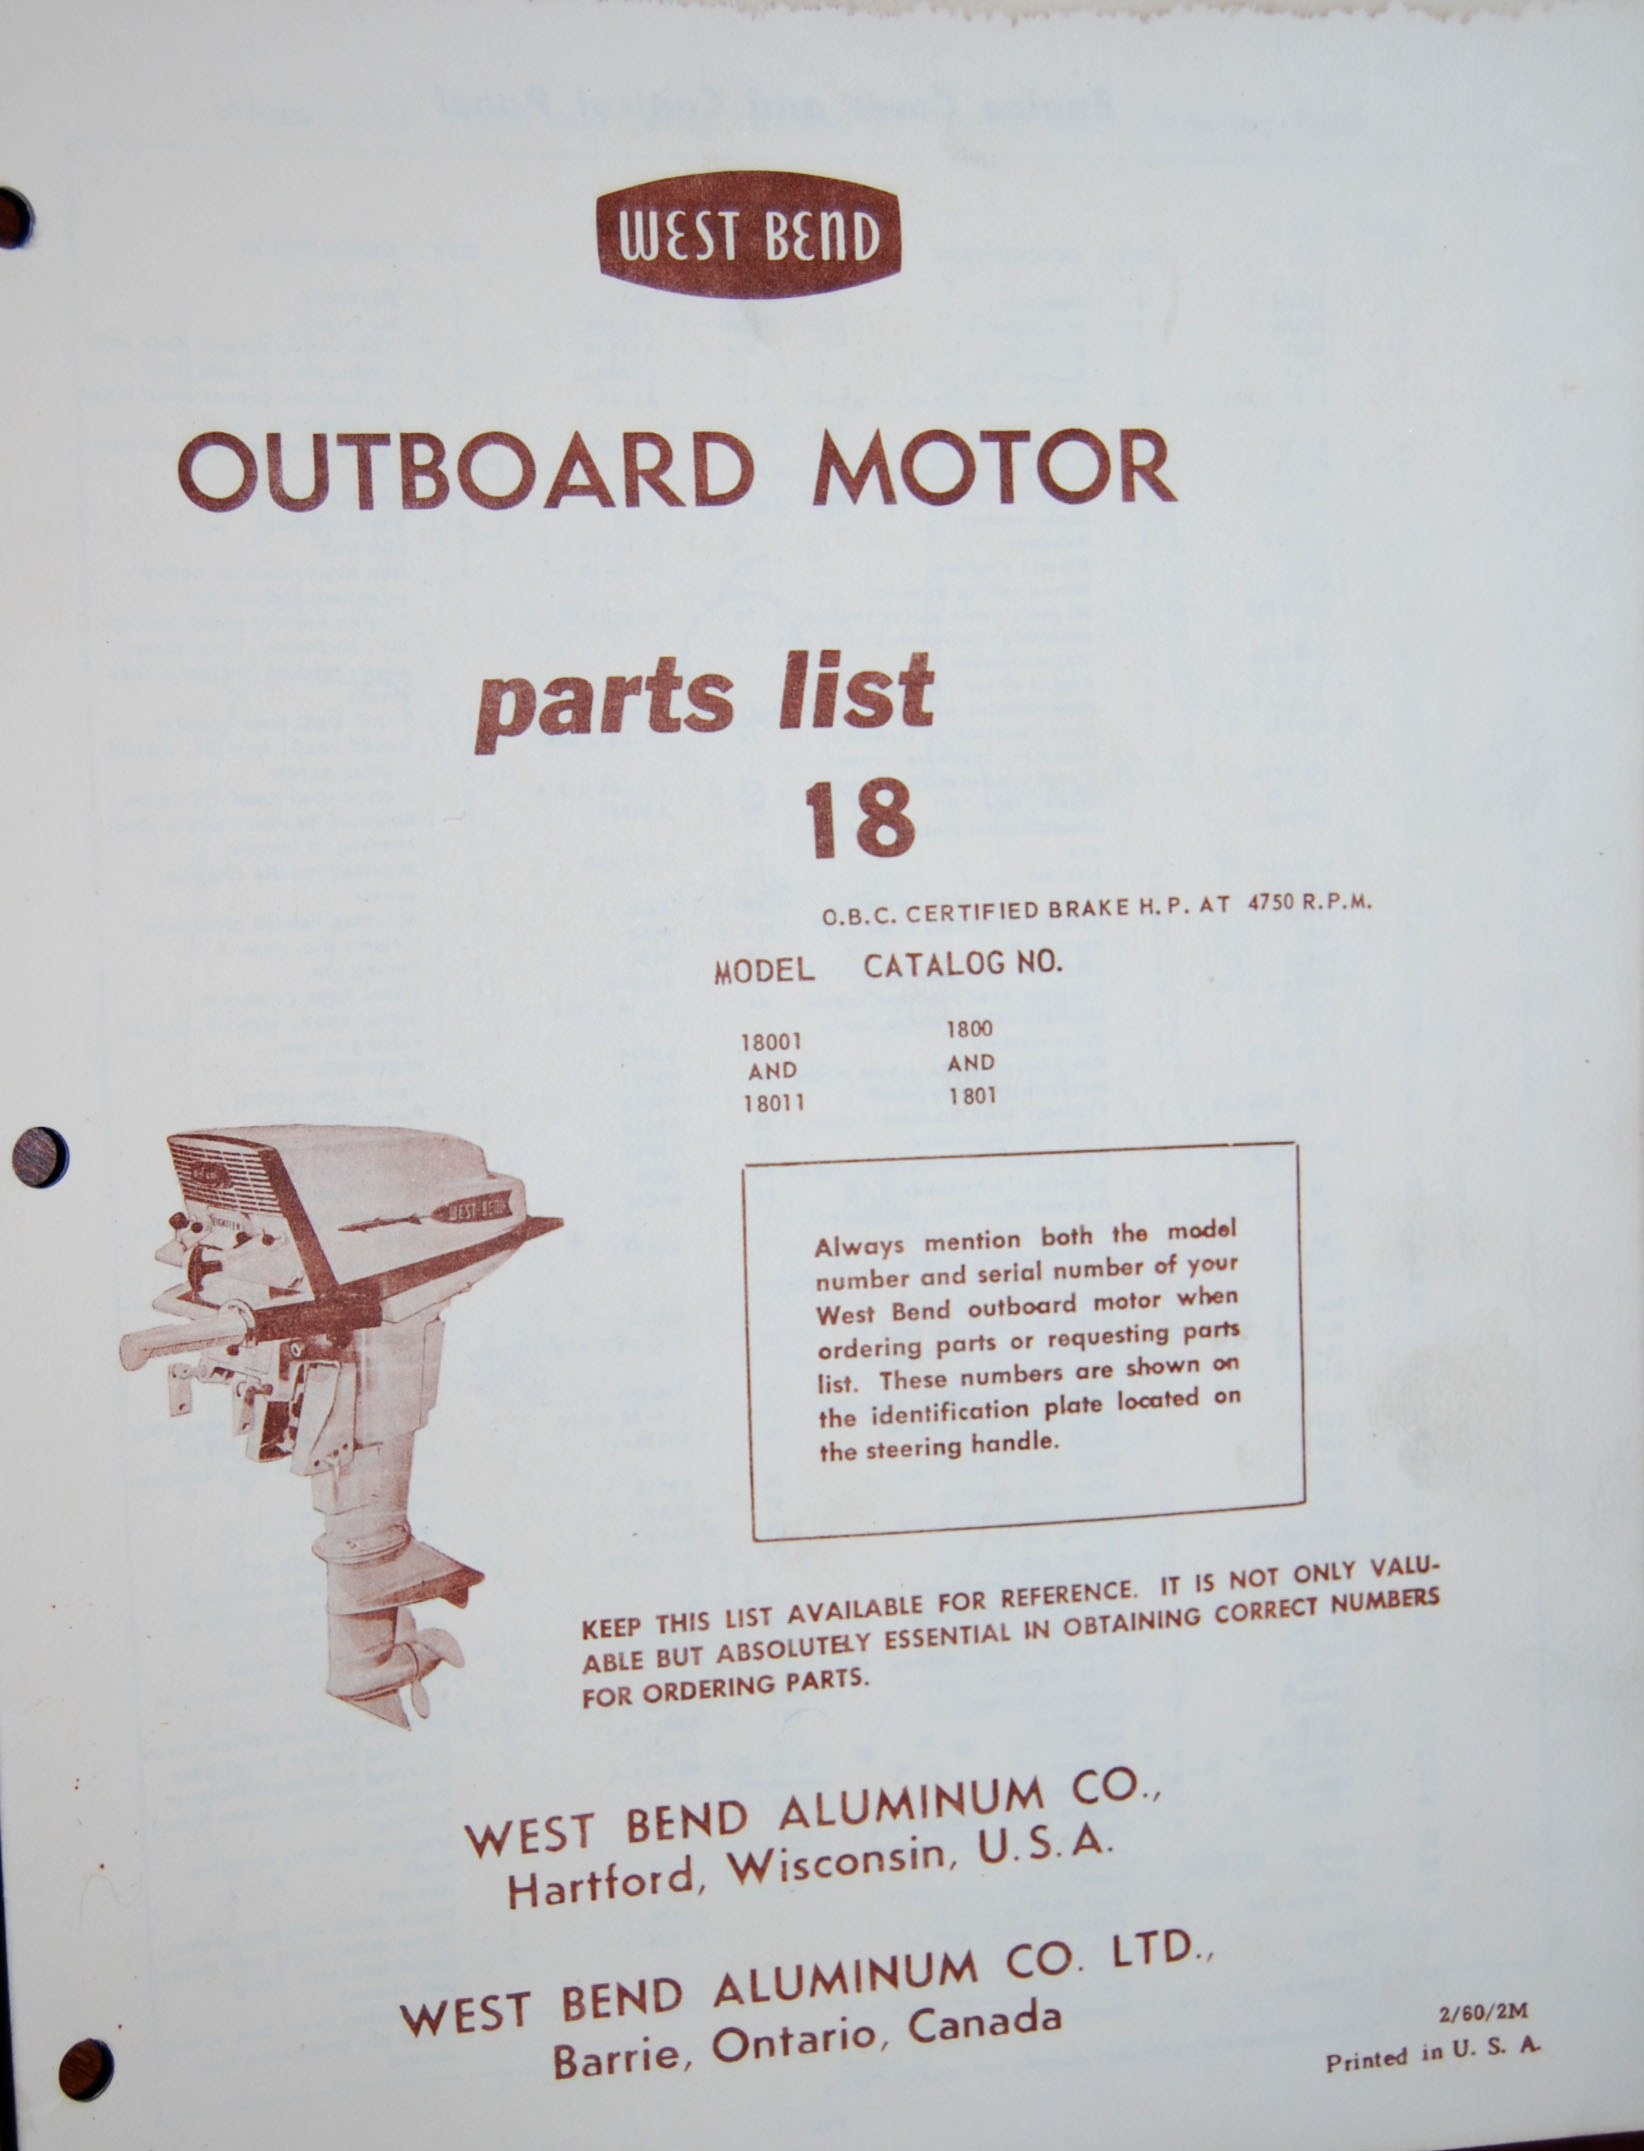 WEST BEND
OUTBOARD MOTOR
parts list
18
O.B.C. CERTIFIED BRAKE H.P. AT 4750 R.P.M.
MODEL CATALOG NO.
18001 1800
AND AND
18011 1801
WEST BEND
EIGHTEEN
Always mention both the model
number and serial number of your
West Bend outboard motor when
ordering parts or requesting parts
list. These numbers are shown on
the identification plate located on
the steering handle.
KEEP THIS LIST AVAILABLE FOR REFERENCE. IT IS NOT ONLY VALU-
ABLE BUT ABSOLUTELY ESSENTIAL IN OBTAINING CORRECT NUMBERS
FOR ORDERING PARTS.
WEST BEND ALUMINUM CO.,
Hartford, Wisconsin, U.S.A.
WEST BEND ALUMINUM CO. LTD.,
Barrie, Ontario, Canada
2/60/2M
Printed in U. S. A.